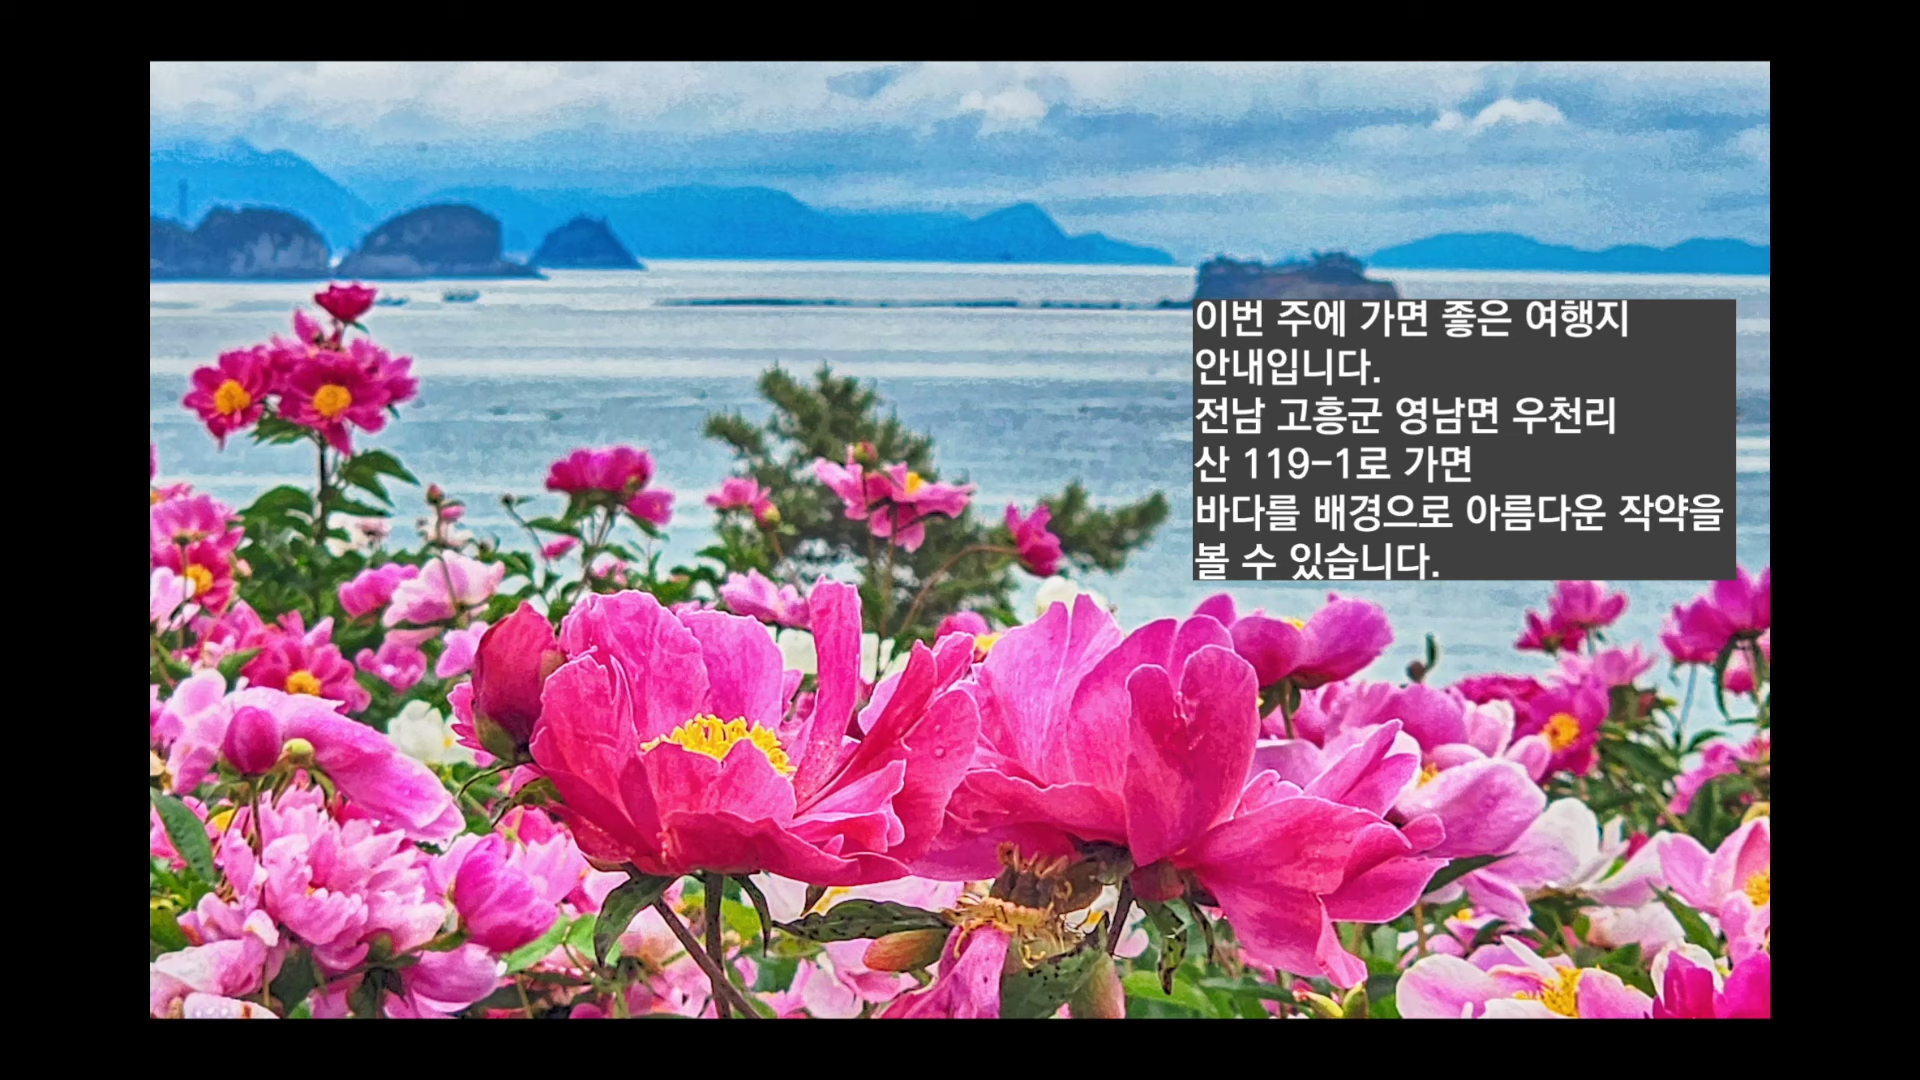 이번 주에 가면 좋은 여행지
안내입니다.
전남 고흥군 영남면 우천리
산 119-1로 가면
바다를 배경으로 아름다운 작약을
볼 수 있습니다.